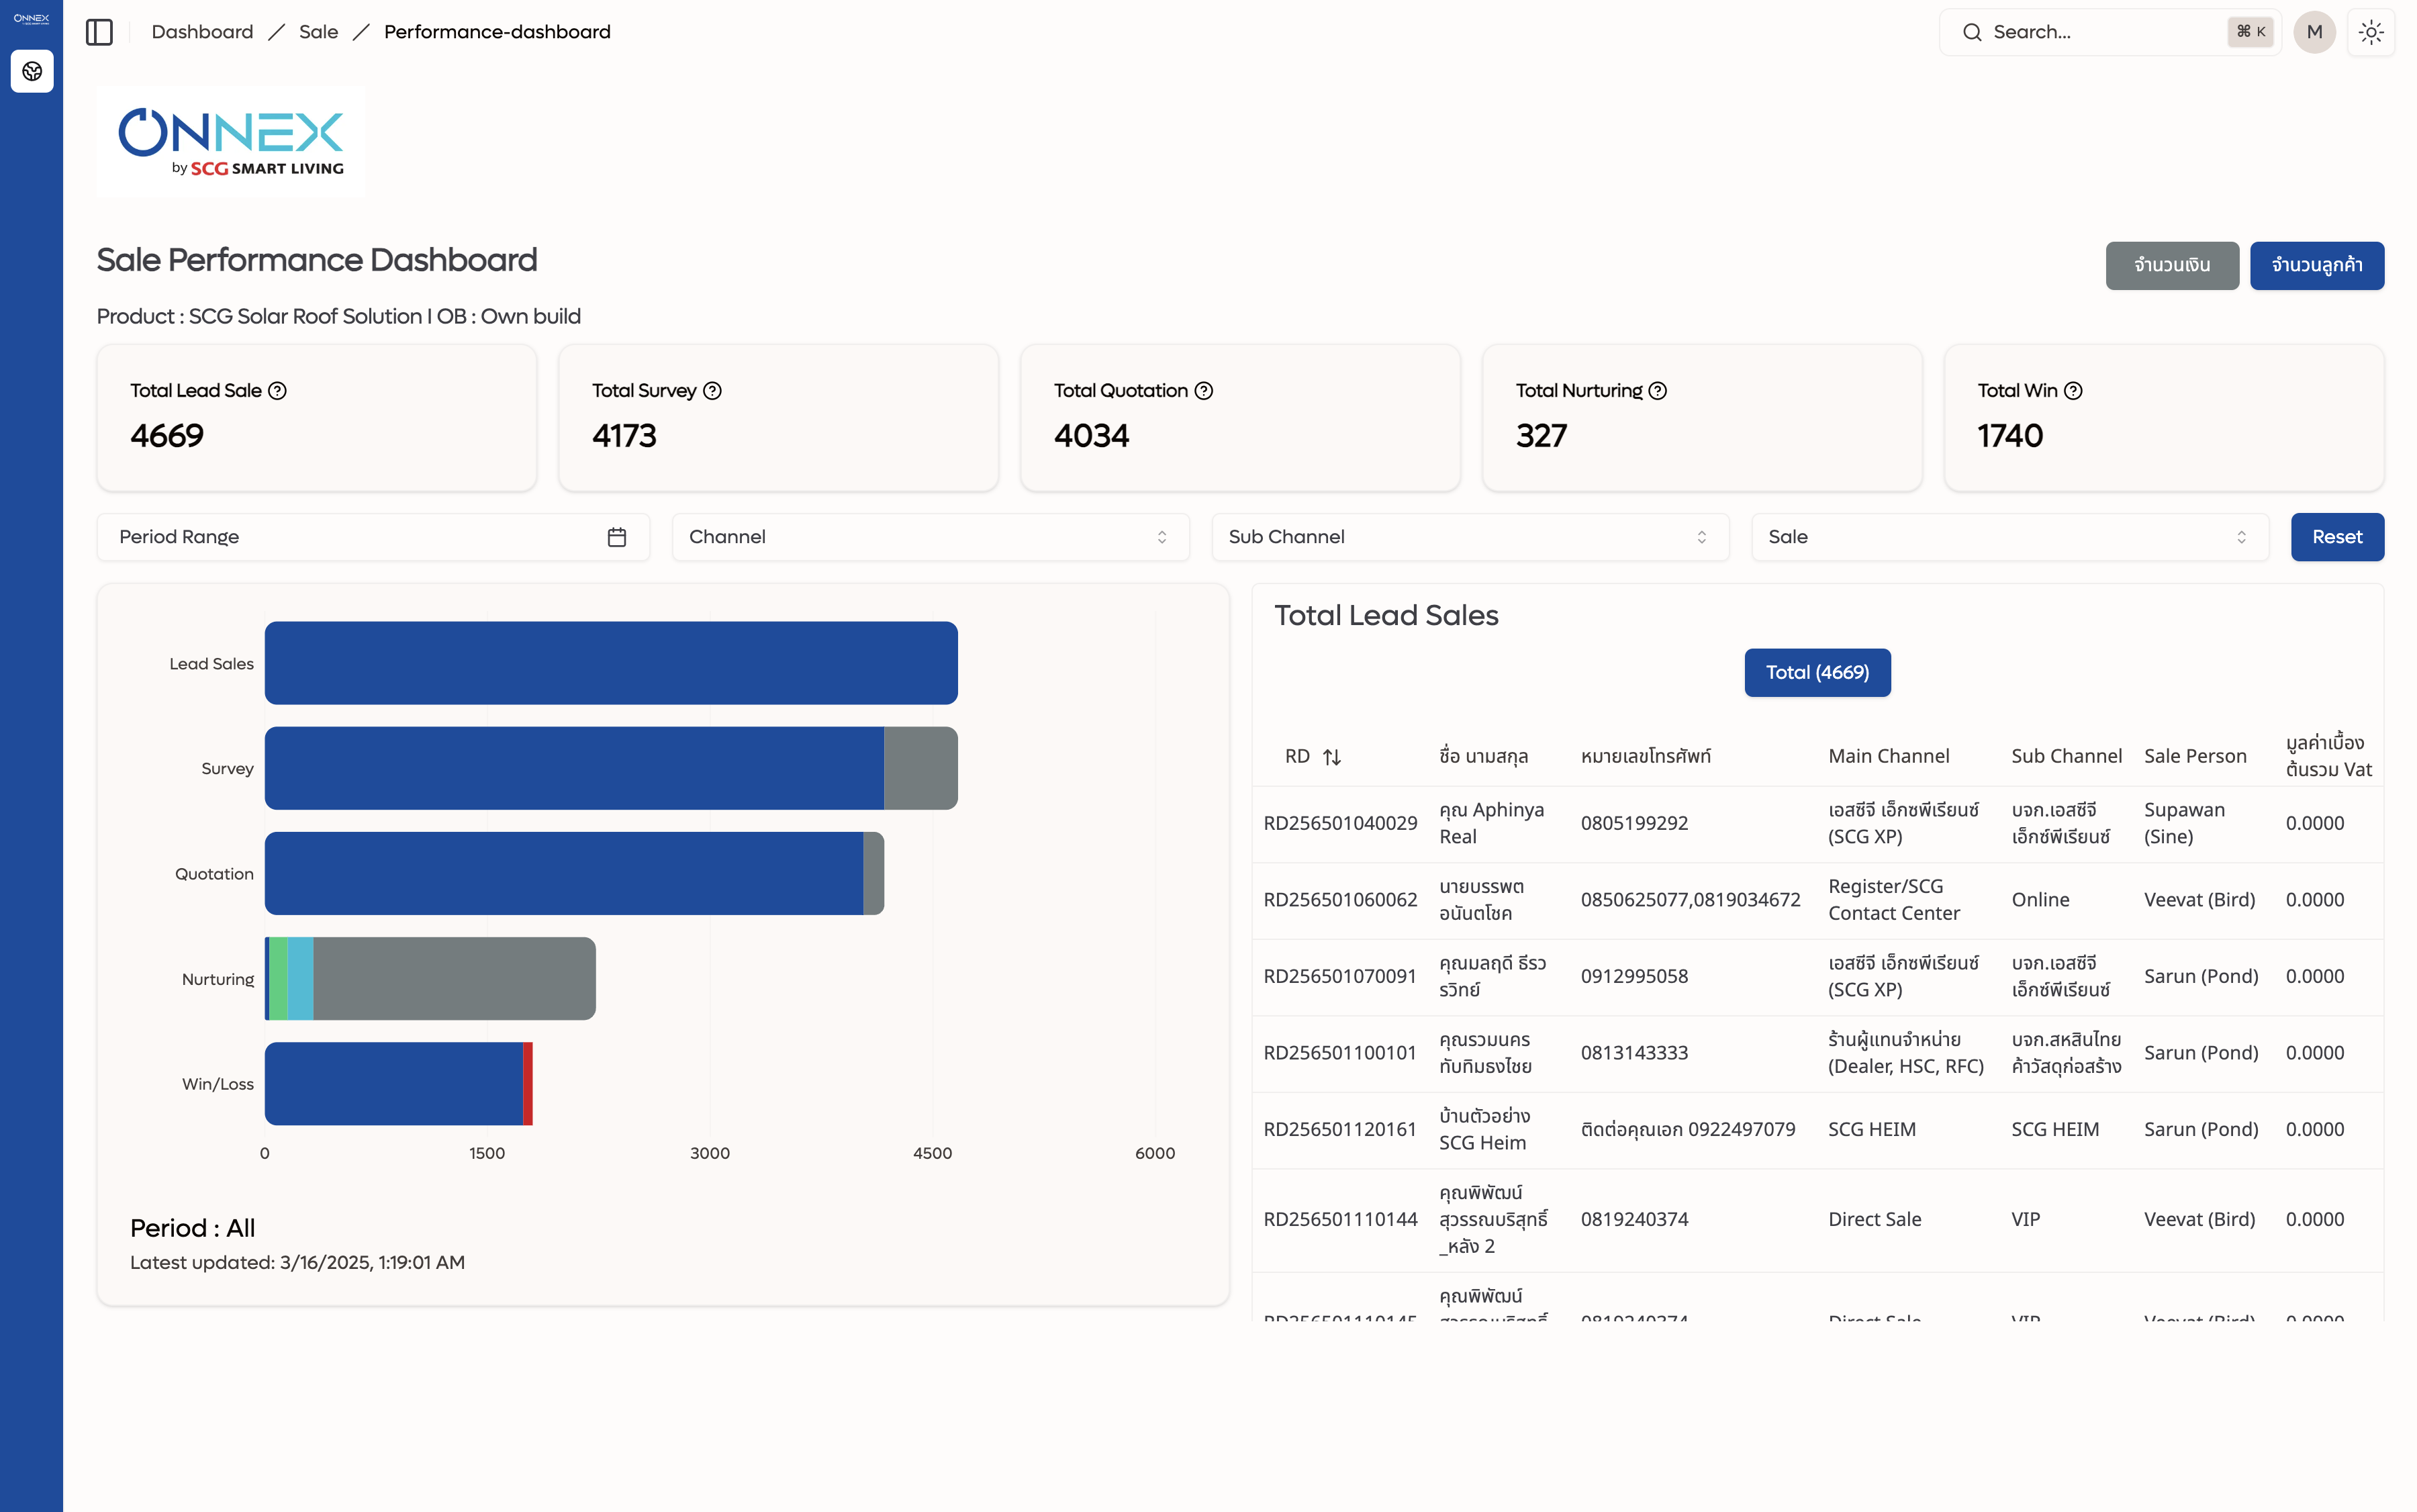 ONNEX
Dashboard / Sale / Performance-dashboard
Search...
⌘ K
M
ONNEX
by SCG SMART LIVING
Sale Performance Dashboard
จำนวนเงิน
จำนวนลูกค้า
Product : SCG Solar Roof Solution I OB : Own build
Total Lead Sale
4669
Total Survey
4173
Total Quotation
4034
Total Nurturing
327
Total Win
1740
Period Range
Channel
Sub Channel
Sale
Reset
Lead Sales
Survey
Quotation
Nurturing
Win/Loss
0 1500 3000 4500 6000
Period : All
Latest updated: 3/16/2025, 1:19:01 AM
Total Lead Sales
Total (4669)
RD ชื่อ นามสกุล หมายเลขโทรศัพท์ Main Channel Sub Channel Sale Person มูลค่าเบื้อง
ต้นรวม Vat
RD256501040029 คุณ Aphinya 0805199292 เอสซีจี เอ็กซพีเรียนซ์ บจก.เอสซีจี Supawan 0.0000
Real (SCG XP) เอ็กซ์พีเรียนซ์ (Sine)
RD256501060062 นายบรรพต 0850625077,0819034672 Register/SCG Online Veevat (Bird) 0.0000
อนันตโชค Contact Center
RD256501070091 คุณมลฤดี ธีรว 0912995058 เอสซีจี เอ็กซพีเรียนซ์ บจก.เอสซีจี Sarun (Pond) 0.0000
รวิทย์ (SCG XP) เอ็กซ์พีเรียนซ์
RD256501100101 คุณรวมนคร 0813143333 ร้านผู้แทนจำหน่าย บจก.สหสินไทย Sarun (Pond) 0.0000
ทับทิมธงไชย (Dealer, HSC, RFC) ค้าวัสดุก่อสร้าง
RD256501120161 บ้านตัวอย่าง ติดต่อคุณเอก 0922497079 SCG HEIM SCG HEIM Sarun (Pond) 0.0000
SCG Heim
RD256501110144 คุณพิพัฒน์ 0819240374 Direct Sale VIP Veevat (Bird) 0.0000
สุวรรณบริสุทธิ์
_หลัง 2
คุณพิพัฒน์
RD256501110145 สุวรรณบริสุทธิ์ 0819240374 Direct Sale VIP Veevat (Bird) 0.0000